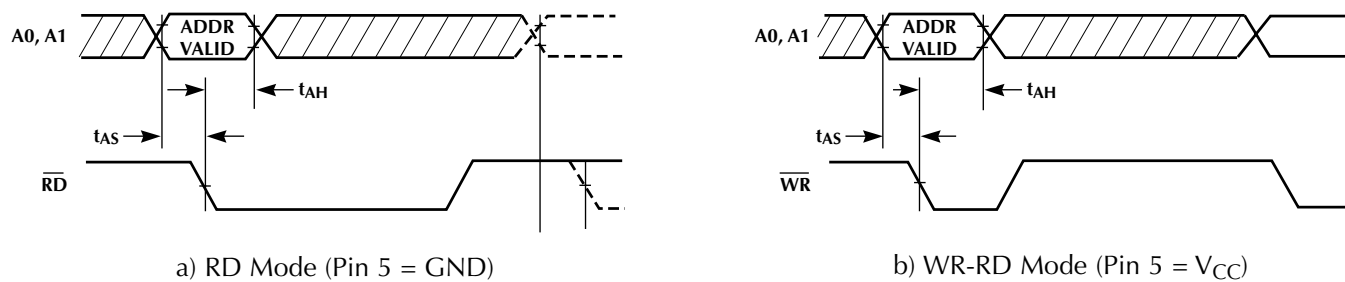 A0, A1
ADDR
VALID
tAH
tAS
RD
a) RD Mode (Pin 5 = GND)
A0, A1
ADDR
VALID
tAH
tAS
WR
b) WR-RD Mode (Pin 5 = VCC)